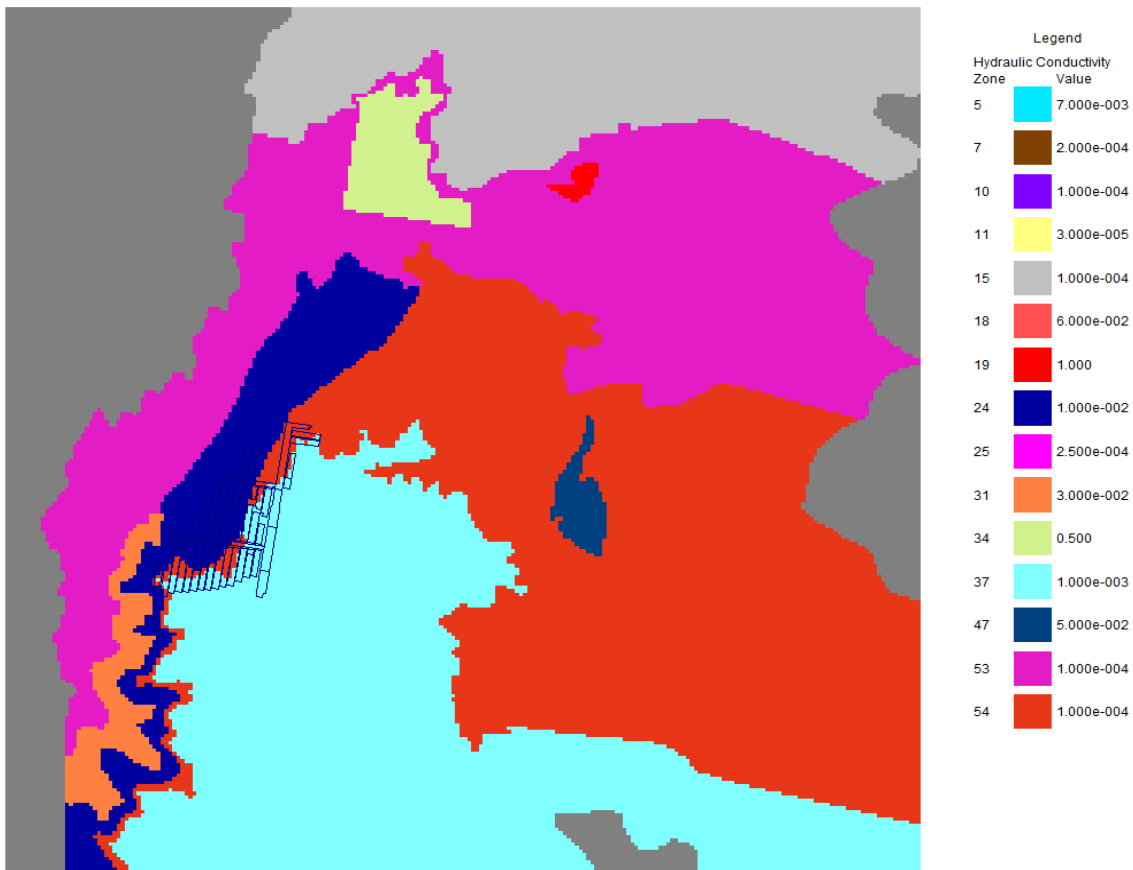 Legend
Hydraulic Conductivity
Zone Value
5 7.000e-003
7 2.000e-004
10 1.000e-004
11 3.000e-005
15 1.000e-004
18 6.000e-002
19 1.000
24 1.000e-002
25 2.500e-004
31 3.000e-002
34 0.500
37 1.000e-003
47 5.000e-002
53 1.000e-004
54 1.000e-004